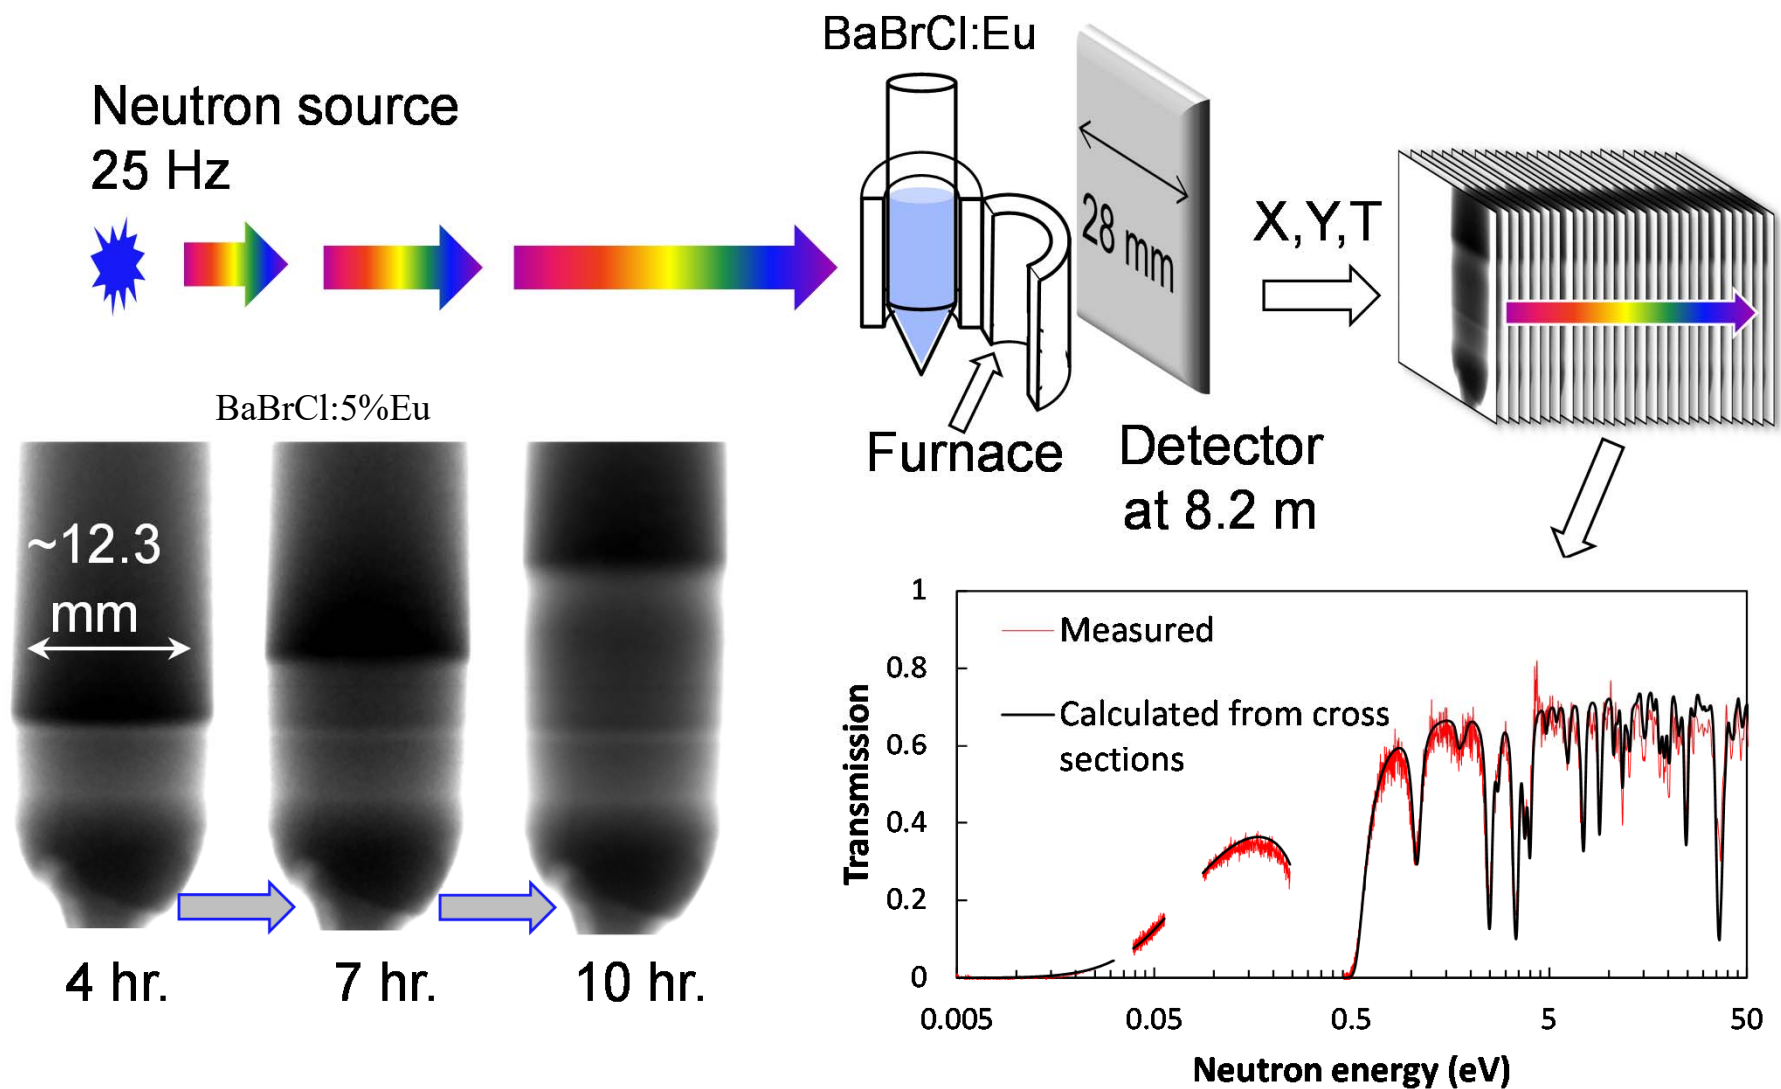 Neutron source
25 Hz
BaBrCl:Eu
28 mm
X,Y,T
Furnace
Detector
at 8.2 m
BaBrCl:5%Eu
~12.3
mm
4 hr.
7 hr.
10 hr.
1
0.8
0.6
0.4
0.2
0
Transmission
Measured
Calculated from cross
sections
0.005
0.05
0.5
5
50
Neutron energy (eV)